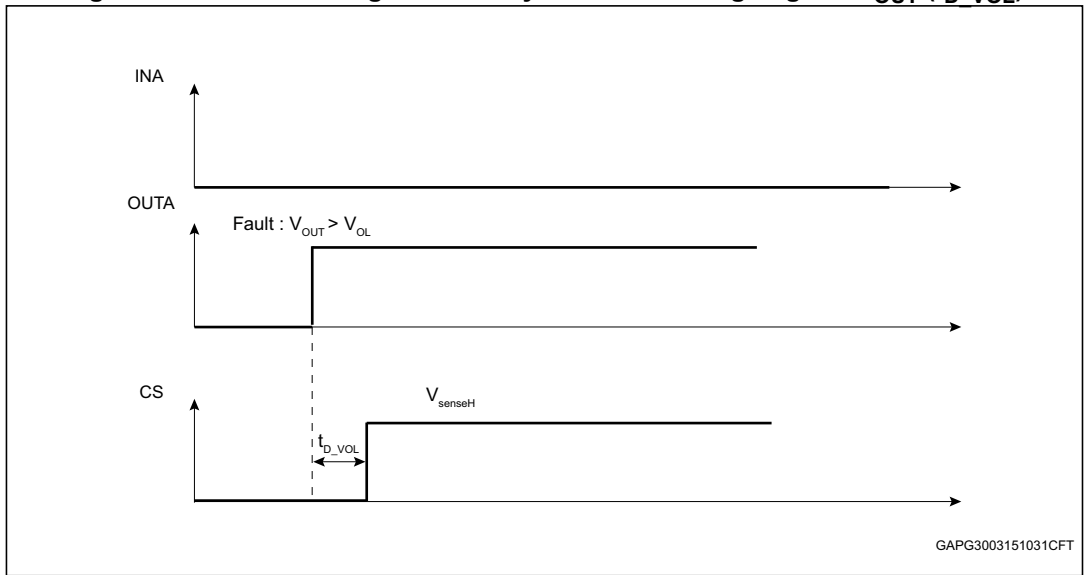 INA
OUTA
Fault : V_OUT > V_OL
CS
V_senseH
t_D_VOL
GAPG3003151031CFT